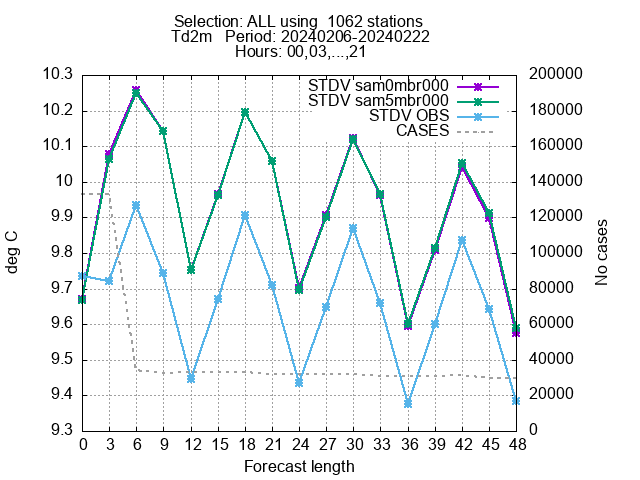 Selection: ALL using  1062 stations
Td2m   Period: 20240206-20240222
Hours: 00,03,...,21
STDV sam0mbr000
STDV sam5mbr000
STDV OBS
CASES
10.3
10.2
10.1
10
9.9
9.8
9.7
9.6
9.5
9.4
9.3
deg C
200000
180000
160000
140000
120000
100000
80000
60000
40000
20000
0
No cases
0 3 6 9 12 15 18 21 24 27 30 33 36 39 42 45 48
Forecast length